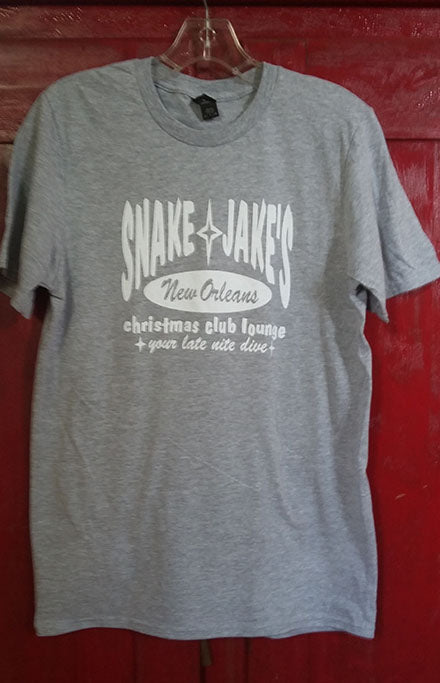 SNAKE JAKE'S
New Orleans
christmas club lounge
your late nite dive